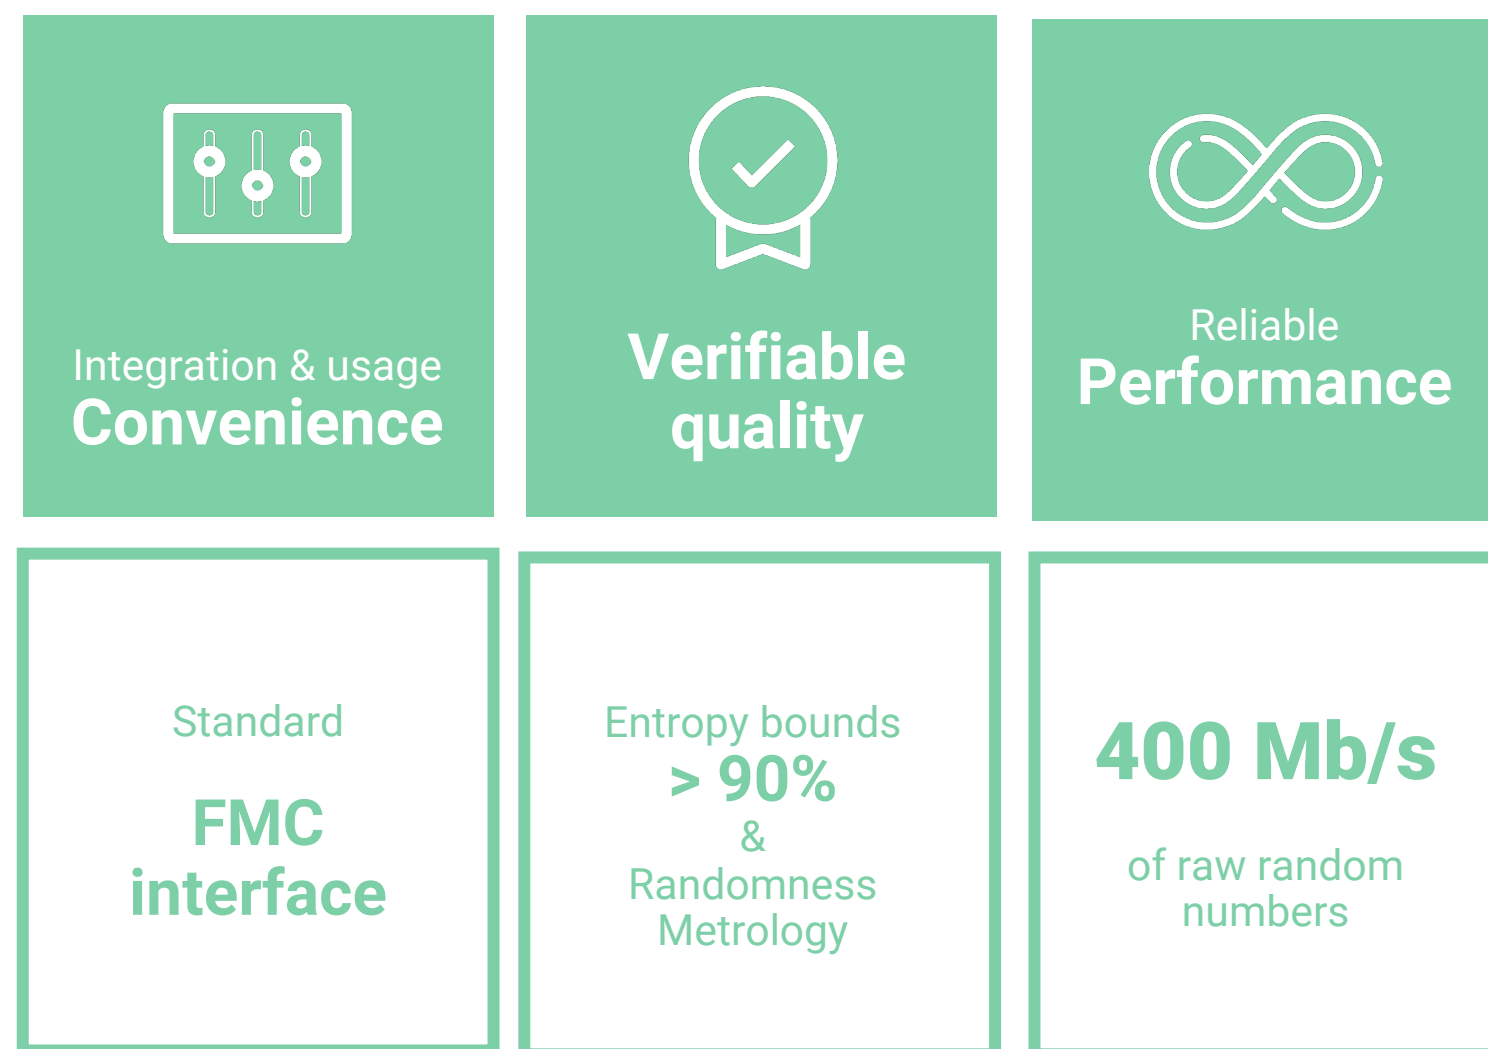 Integration & usage
Convenience
Verifiable
quality
Reliable
Performance
Standard
FMC
interface
Entropy bounds
> 90%
&
Randomness
Metrology
400 Mb/s
of raw random
numbers